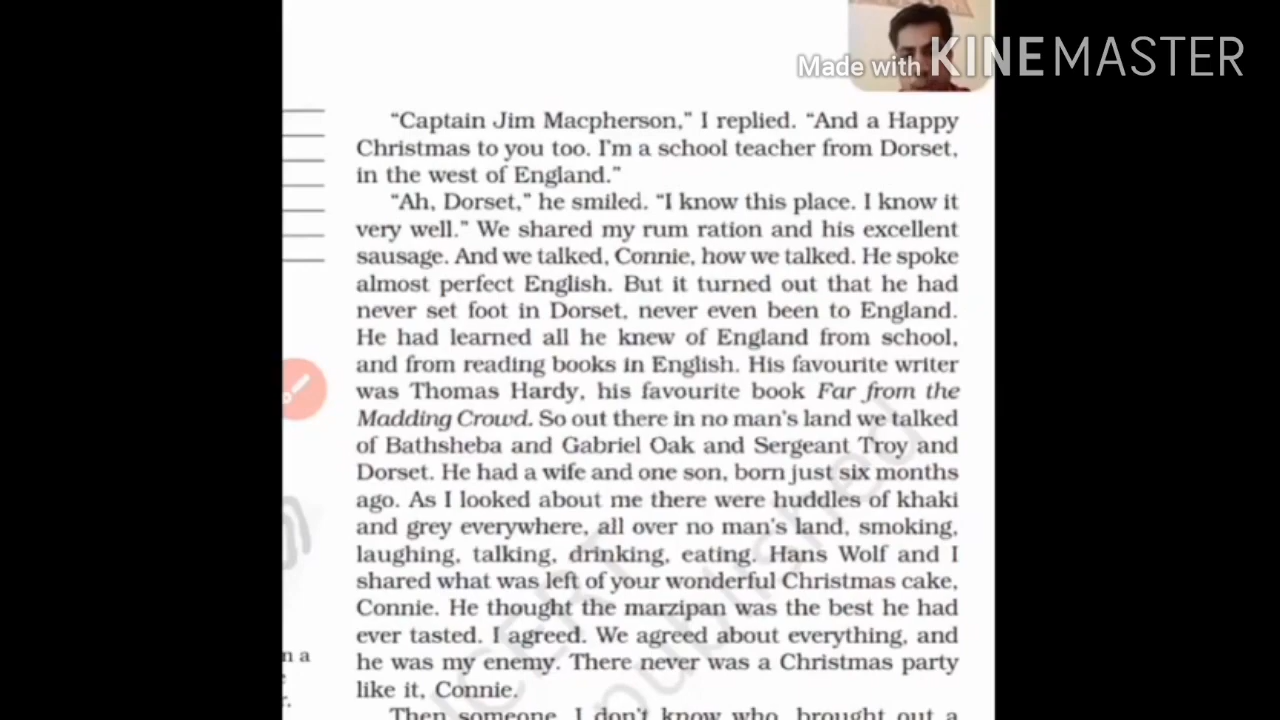 Made with KINEMASTER
“Captain Jim Macpherson,” I replied. “And a Happy
Christmas to you too. I’m a school teacher from Dorset,
in the west of England.”
“Ah, Dorset,” he smiled. “I know this place. I know it
very well.” We shared my rum ration and his excellent
sausage. And we talked, Connie, how we talked. He spoke
almost perfect English. But it turned out that he had
never set foot in Dorset, never even been to England.
He had learned all he knew of England from school,
and from reading books in English. His favourite writer
was Thomas Hardy, his favourite book Far from the
Madding Crowd. So out there in no man’s land we talked
of Bathsheba and Gabriel Oak and Sergeant Troy and
Dorset. He had a wife and one son, born just six months
ago. As I looked about me there were huddles of khaki
and grey everywhere, all over no man’s land, smoking,
laughing, talking, drinking, eating. Hans Wolf and I
shared what was left of your wonderful Christmas cake,
Connie. He thought the marzipan was the best he had
ever tasted. I agreed. We agreed about everything, and
he was my enemy. There never was a Christmas party
like it, Connie.
Then someone, I don’t know who, brought out a
n a
published